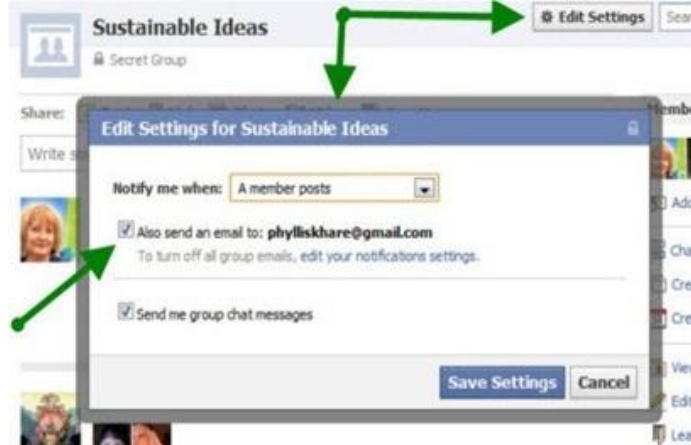 Sustainable Ideas
Edit Settings
Secret Group
Share:
Write
Edit Settings for Sustainable Ideas
Notify me when: A member posts
Also send an email to: phylliskhare@gmail.com
To turn off all group emails, edit your notifications settings.
Send me group chat messages
Save Settings Cancel